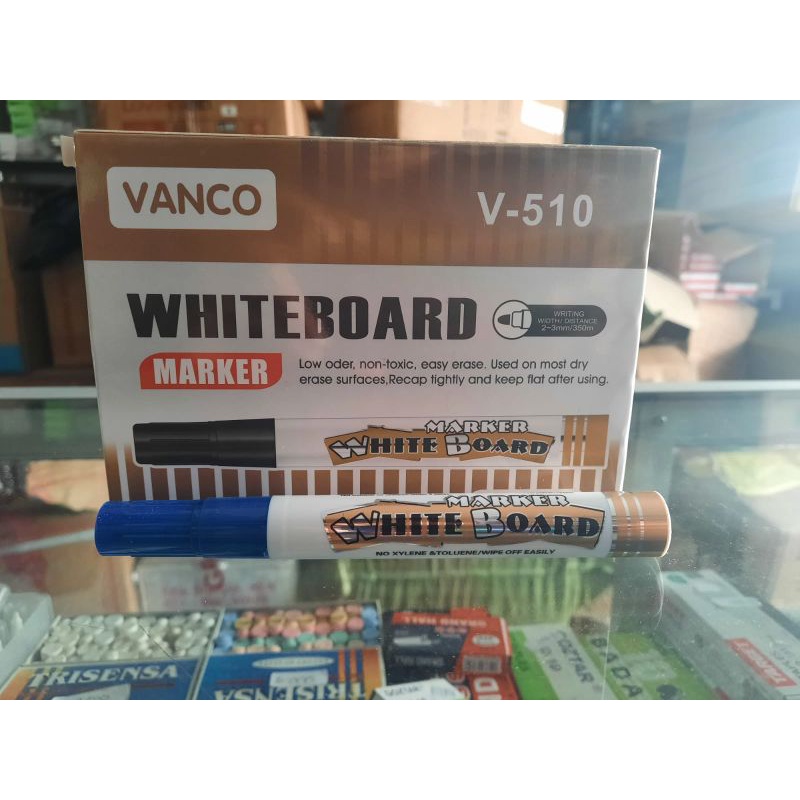 VANCO
V-510
WHITEBOARD
WRITING
WIDTH/ DISTANCE
2~3mm/350m
MARKER
Low oder, non-toxic, easy erase. Used on most dry
erase surfaces,Recap tightly and keep flat after using.
MARKER
WHITE BOARD
MARKER
WHITE BOARD
NO XYLENE &TOLUENE/WIPE OFF EASILY
TRISENSA
TRISENSA